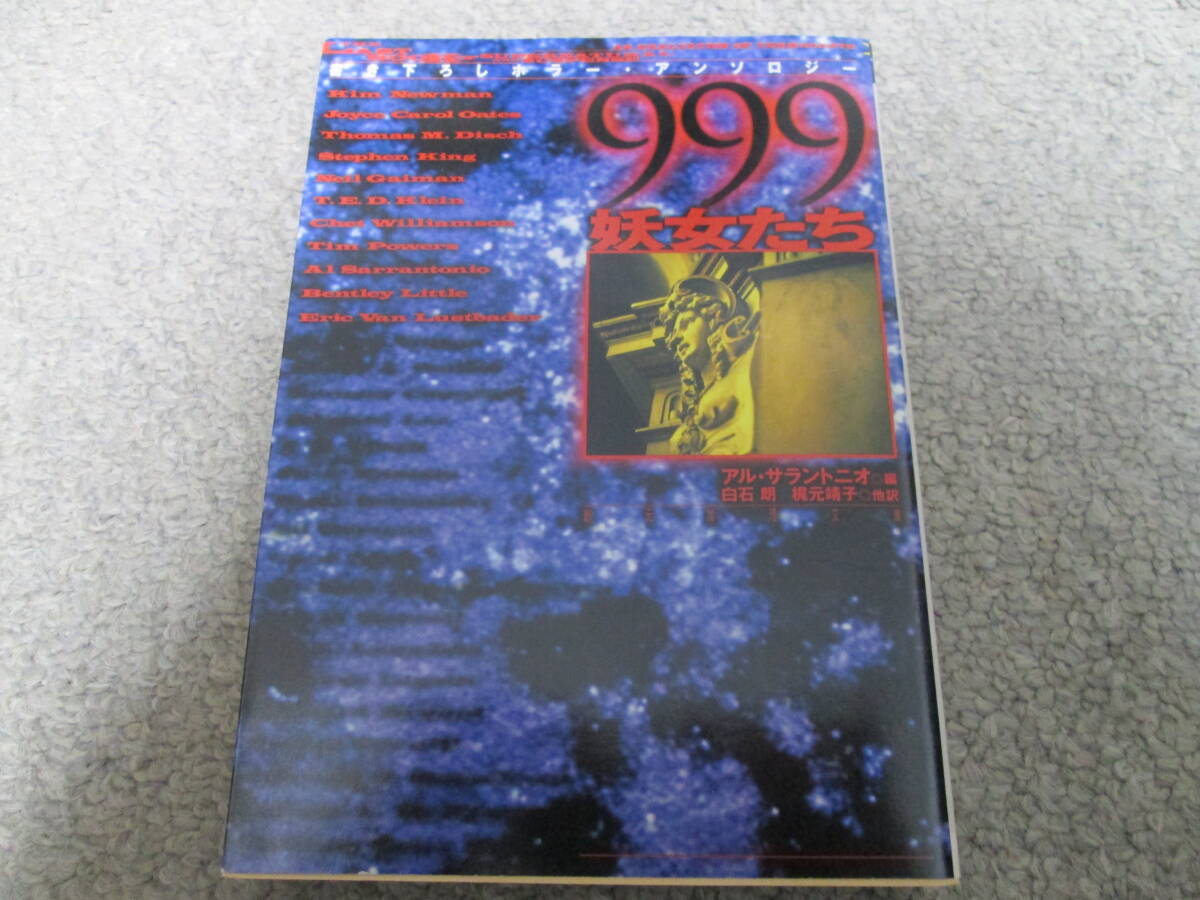 書き下ろしホラー・アンソロジー
999
妖女たち
Kim Newman
Joyce Carol Oates
Thomas M. Disch
Stephen King
Neil Gaiman
T. E. D. Klein
Chet Williamson
Tim Powers
Al Sarrantonio
Bentley Little
Eric Van Lustbader
アル・サラントニオ◎編
白石 朗 梶元靖子◎他訳